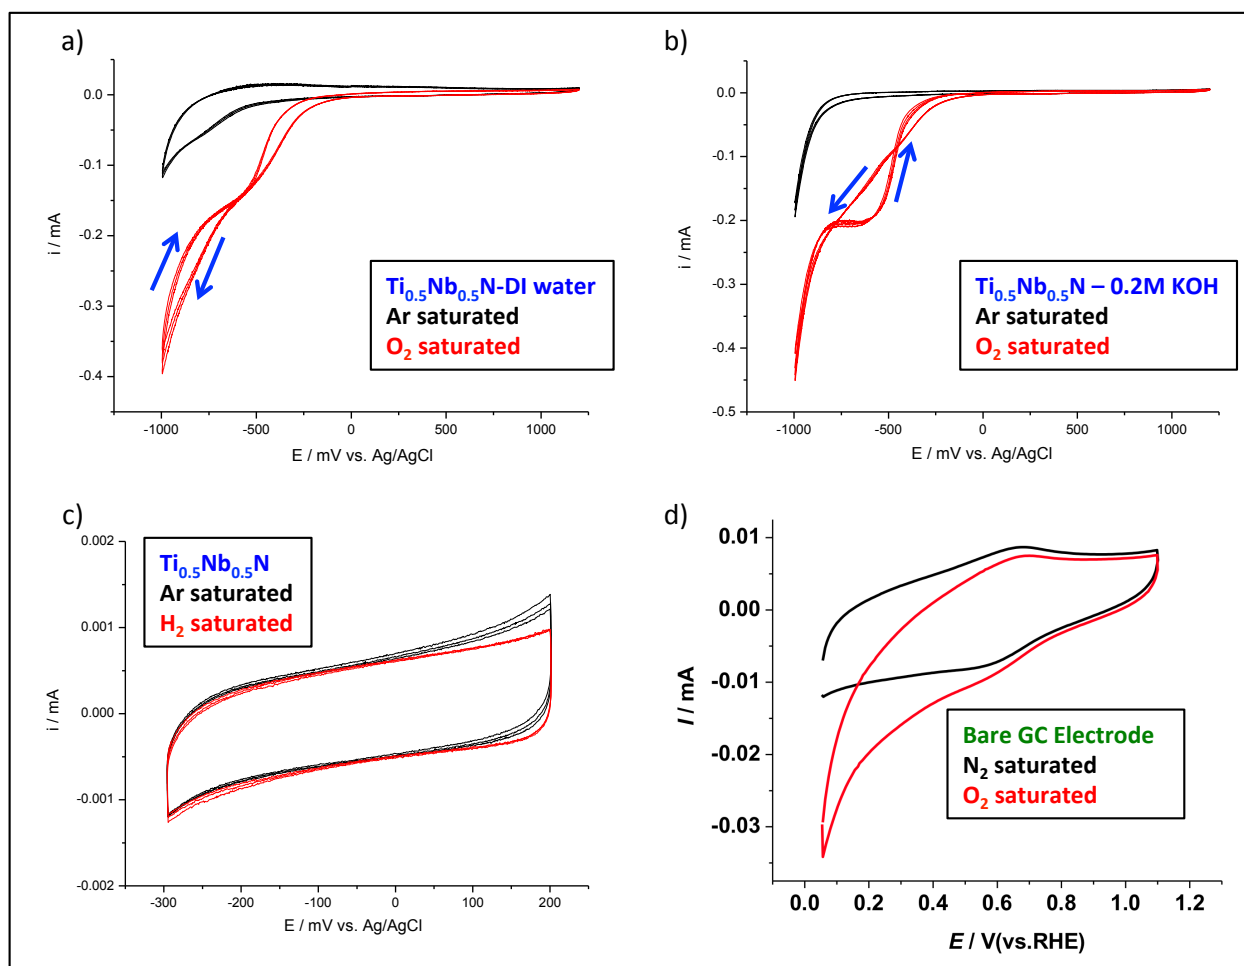 a)
0.0
-0.1
-0.2
-0.3
-0.4
i / mA
-1000 -500 0 500 1000
E / mV vs. Ag/AgCl
Ti0.5Nb0.5N-DI water
Ar saturated
O2 saturated
b)
0.0
-0.1
-0.2
-0.3
-0.4
-0.5
i / mA
-1000 -500 0 500 1000
E / mV vs. Ag/AgCl
Ti0.5Nb0.5N – 0.2M KOH
Ar saturated
O2 saturated
c)
0.002
0.001
0.000
-0.001
-0.002
i / mA
-300 -200 -100 0 100 200
E / mV vs. Ag/AgCl
Ti0.5Nb0.5N
Ar saturated
H2 saturated
d)
0.01
0.00
-0.01
-0.02
-0.03
I / mA
0.0 0.2 0.4 0.6 0.8 1.0 1.2
E / V(vs.RHE)
Bare GC Electrode
N2 saturated
O2 saturated